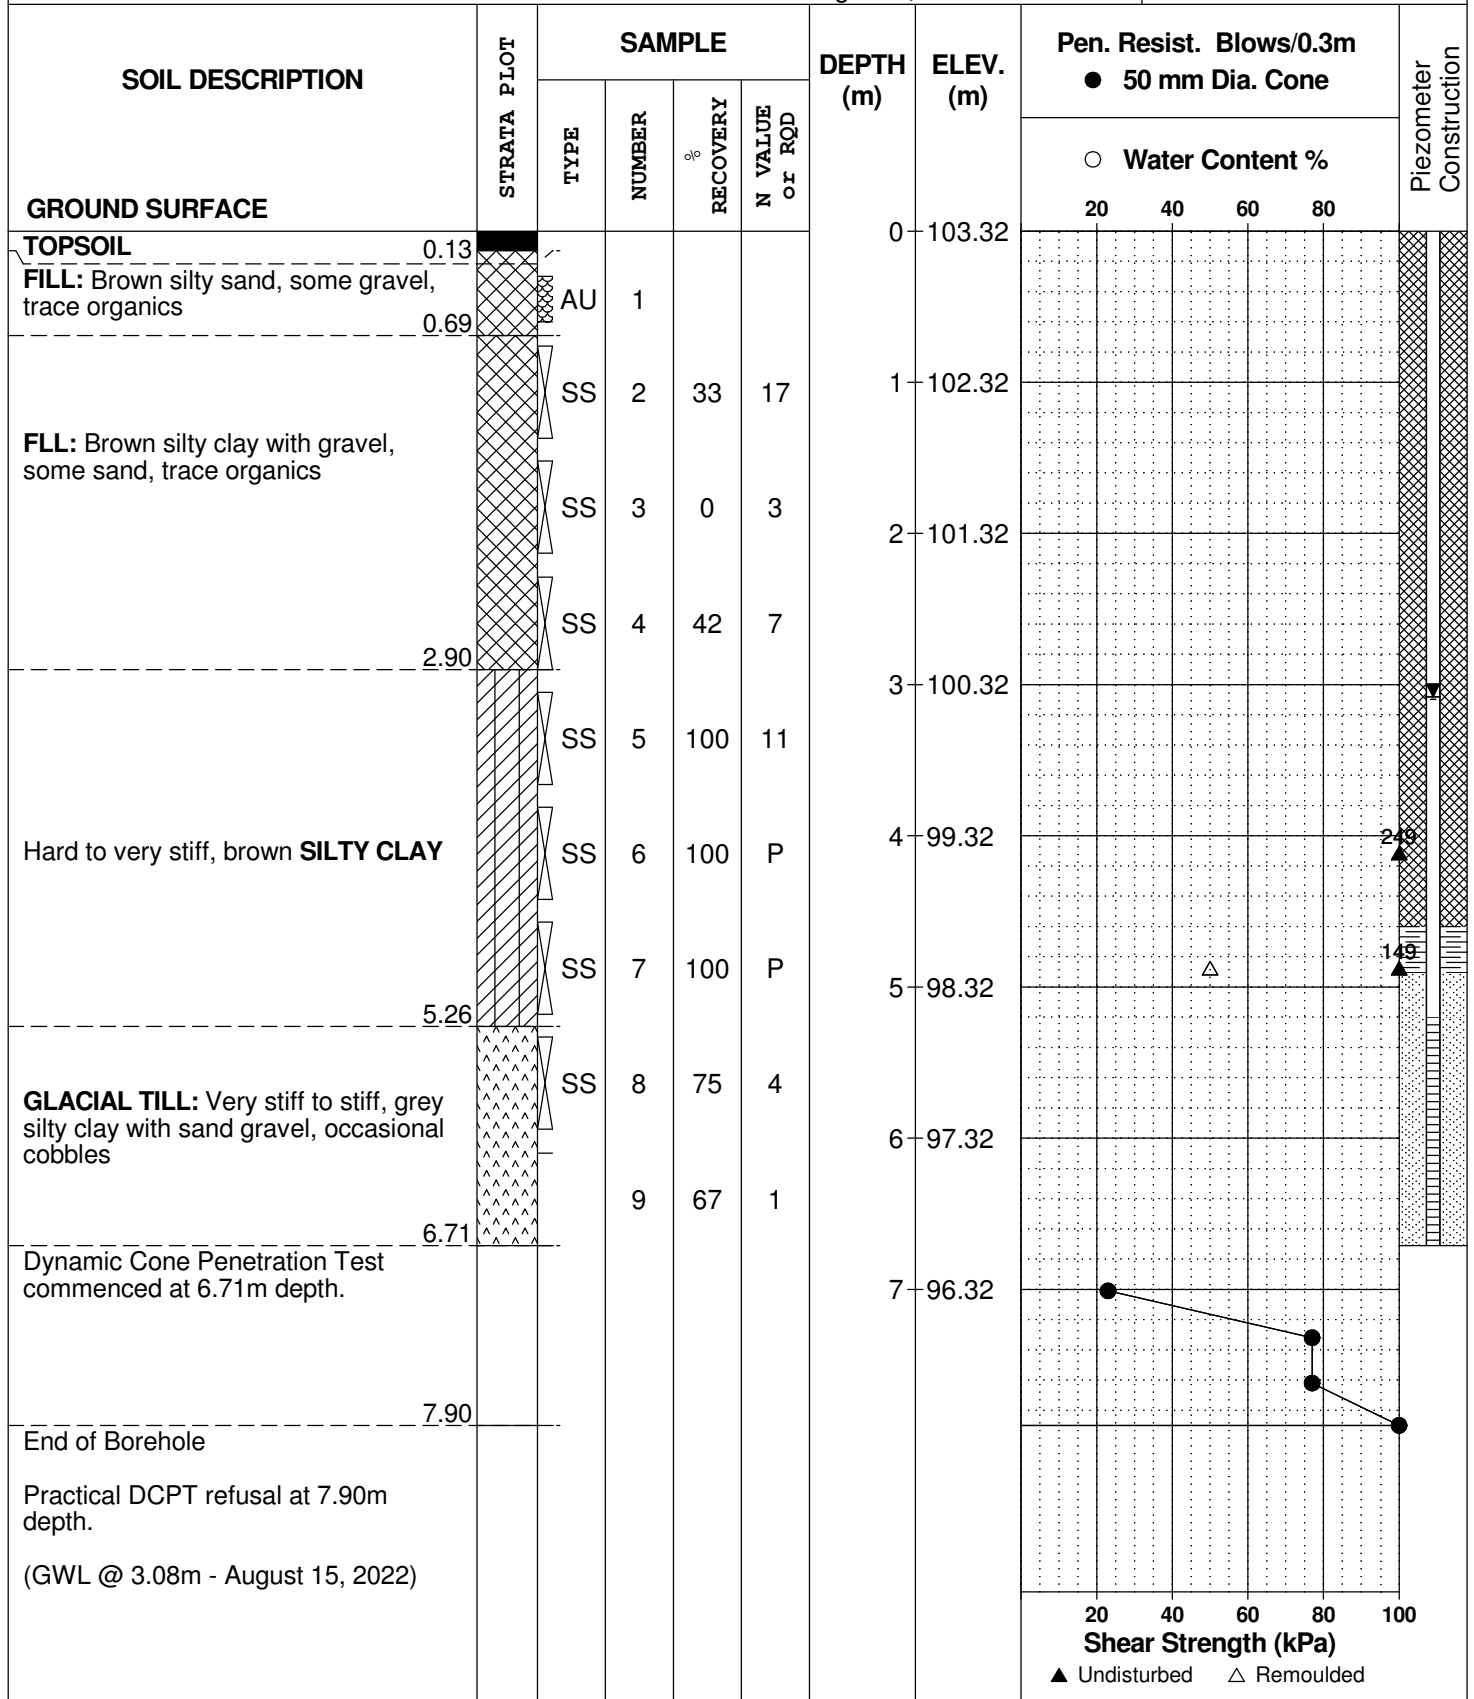 SOIL DESCRIPTION
GROUND SURFACE
STRATA PLOT
SAMPLE
TYPE
NUMBER
%
RECOVERY
N VALUE
or RQD
DEPTH
(m)
ELEV.
(m)
Pen. Resist. Blows/0.3m
● 50 mm Dia. Cone
○ Water Content %
20 40 60 80
Piezometer
Construction
TOPSOIL 0.13
FILL: Brown silty sand, some gravel,
trace organics
0.69
FLL: Brown silty clay with gravel,
some sand, trace organics
2.90
Hard to very stiff, brown SILTY CLAY
5.26
GLACIAL TILL: Very stiff to stiff, grey
silty clay with sand gravel, occasional
cobbles
6.71
Dynamic Cone Penetration Test
commenced at 6.71m depth.
7.90
End of Borehole
Practical DCPT refusal at 7.90m
depth.
(GWL @ 3.08m - August 15, 2022)
AU 1
SS 2 33 17
SS 3 0 3
SS 4 42 7
SS 5 100 11
SS 6 100 P
SS 7 100 P
SS 8 75 4
9 67 1
0 103.32
1 102.32
2 101.32
3 100.32
4 99.32
5 98.32
6 97.32
7 96.32
249
149
20 40 60 80 100
Shear Strength (kPa)
▲ Undisturbed △ Remoulded